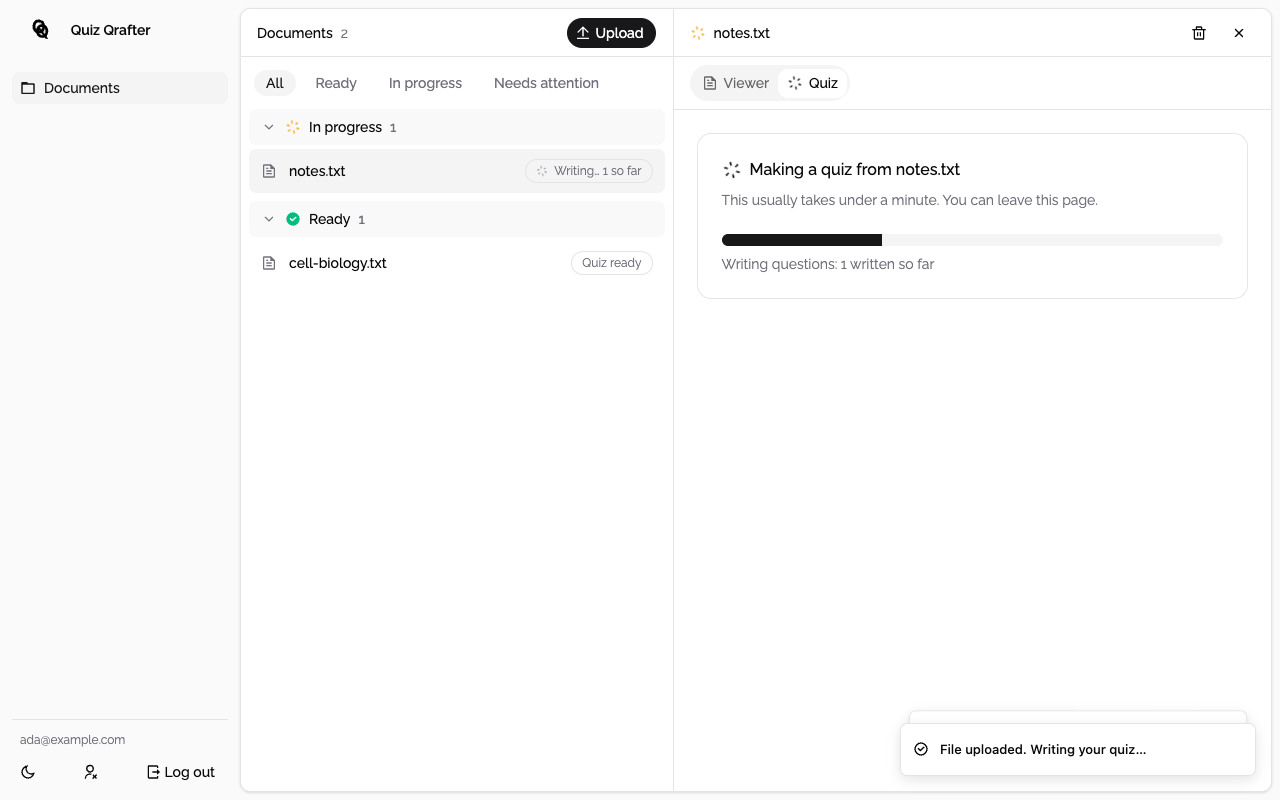 Quiz Qrafter
Documents
ada@example.com
Log out
Documents 2
Upload
All
Ready
In progress
Needs attention
In progress 1
notes.txt
Writing… 1 so far
Ready 1
cell-biology.txt
Quiz ready
notes.txt
Viewer
Quiz
Making a quiz from notes.txt
This usually takes under a minute. You can leave this page.
Writing questions: 1 written so far
File uploaded. Writing your quiz...